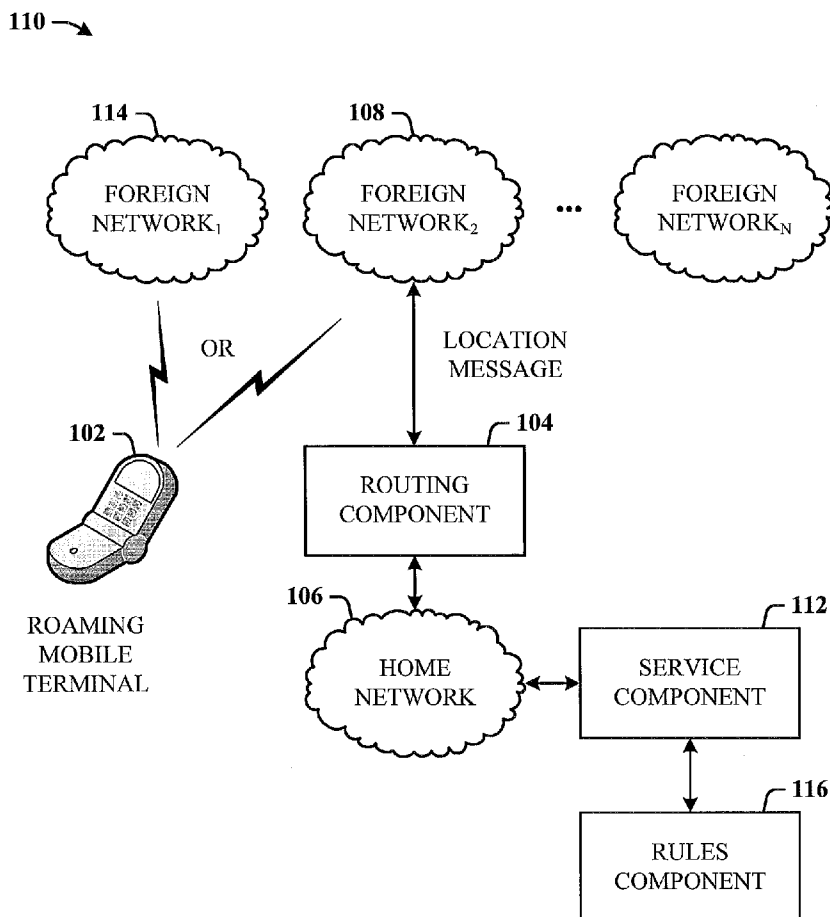 110
114
108
FOREIGN
NETWORK₁
FOREIGN
NETWORK₂
...
FOREIGN
NETWORKN
OR
LOCATION
MESSAGE
102
104
ROUTING
COMPONENT
ROAMING
MOBILE
TERMINAL
106
HOME
NETWORK
112
SERVICE
COMPONENT
116
RULES
COMPONENT